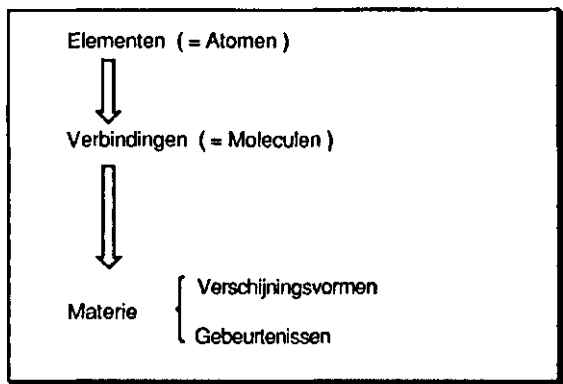 Elementen ( = Atomen )
Verbindingen ( = Moleculen )
Verschijningsvormen
Materie
Gebeurtenissen